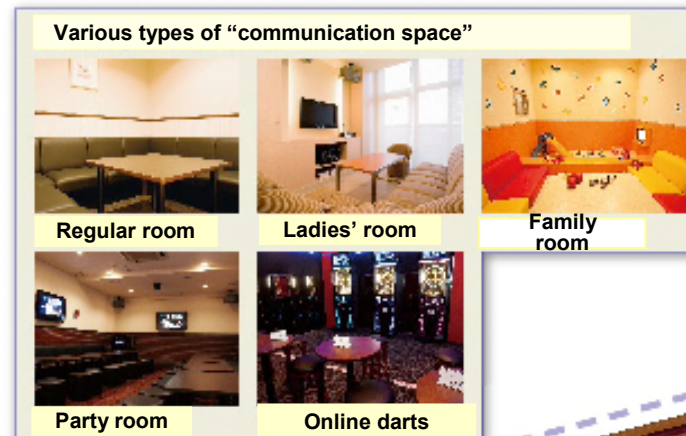 Various types of “communication space”
Regular room
Ladies’ room
Family
room
Party room
Online darts